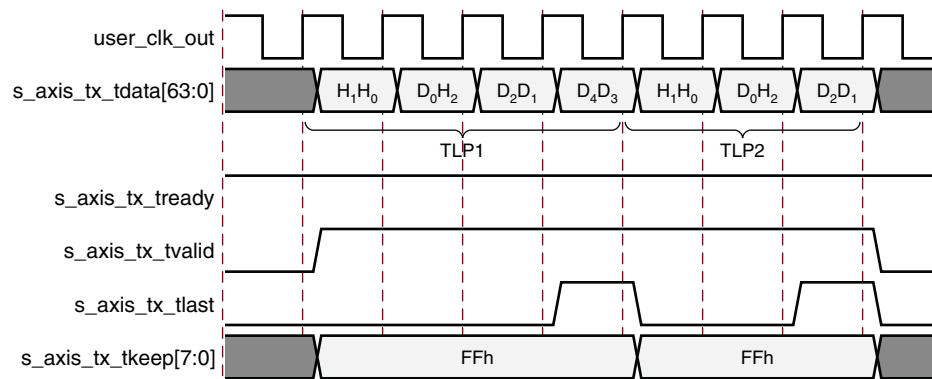 user_clk_out
s_axis_tx_tdata[63:0] H₁H₀ D₀H₂ D₂D₁ D₄D₃ H₁H₀ D₀H₂ D₂D₁
TLP1 TLP2
s_axis_tx_tready
s_axis_tx_tvalid
s_axis_tx_tlast
s_axis_tx_tkeep[7:0] FFh FFh